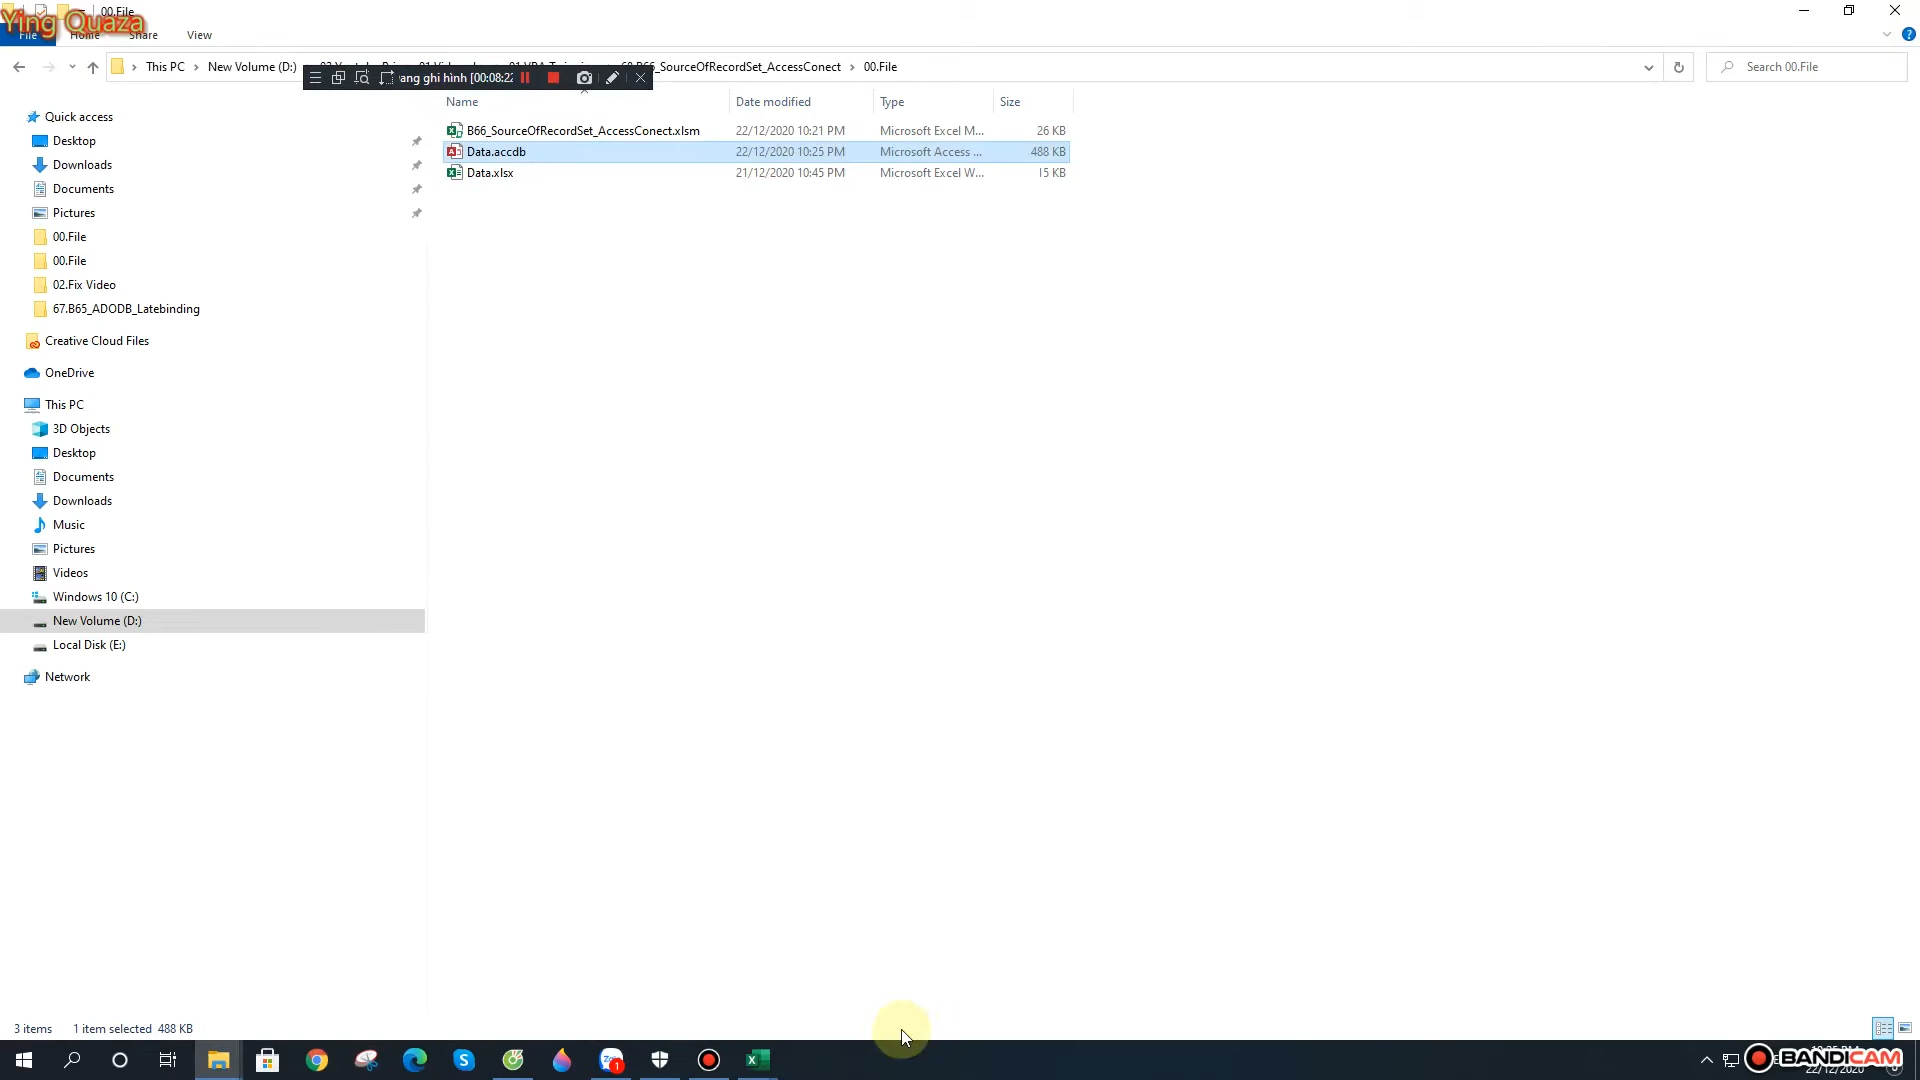 00.File
Ying Quaza
File Home Share View
This PC New Volume (D:)
ang ghi hình [00:08:22
_SourceOfRecordSet_AccessConect 00.File
Search 00.File
Name Date modified Type Size
B66_SourceOfRecordSet_AccessConect.xlsm 22/12/2020 10:21 PM Microsoft Excel M... 26 KB
Data.accdb 22/12/2020 10:25 PM Microsoft Access ... 488 KB
Data.xlsx 21/12/2020 10:45 PM Microsoft Excel W... 15 KB
Quick access
Desktop
Downloads
Documents
Pictures
00.File
00.File
02.Fix Video
67.B65_ADODB_Latebinding
Creative Cloud Files
OneDrive
This PC
3D Objects
Desktop
Documents
Downloads
Music
Pictures
Videos
Windows 10 (C:)
New Volume (D:)
Local Disk (E:)
Network
3 items 1 item selected 488 KB
BANDICAM
22/12/2020